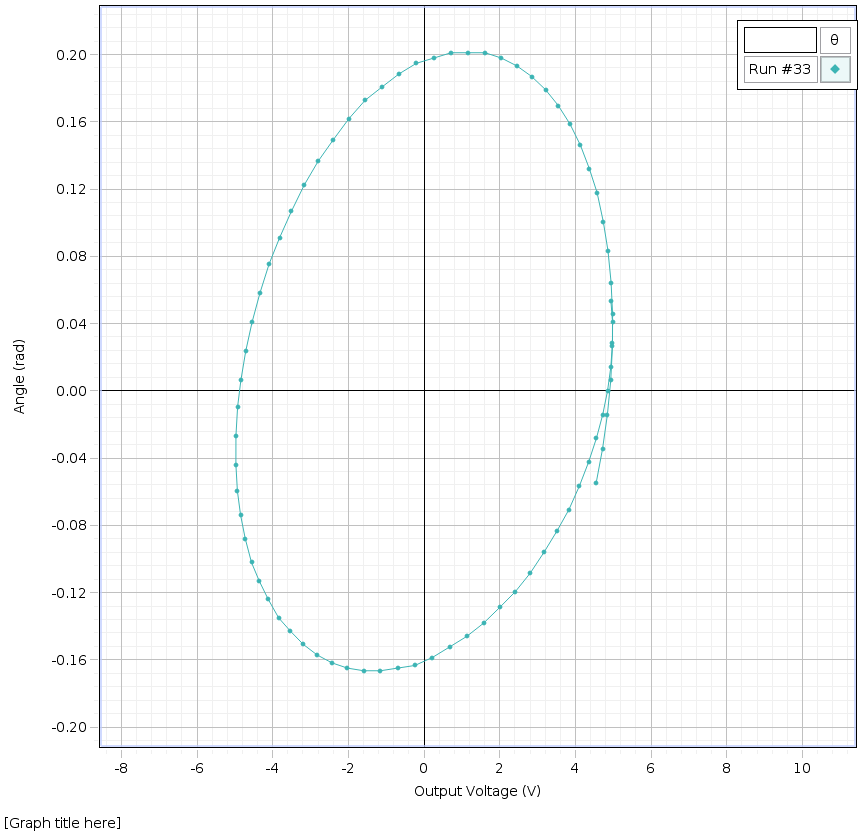 θ
Run #33
0.20
0.16
0.12
0.08
0.04
0.00
-0.04
-0.08
-0.12
-0.16
-0.20
Angle (rad)
-8 -6 -4 -2 0 2 4 6 8 10
Output Voltage (V)
[Graph title here]